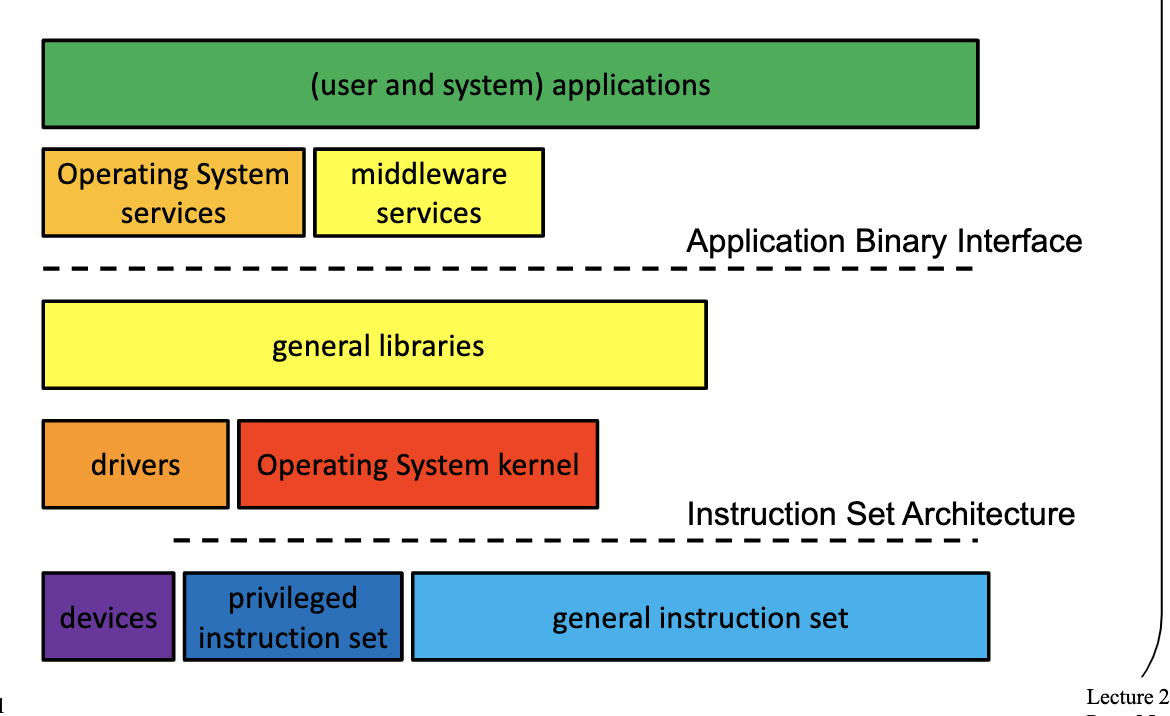 (user and system) applications
Operating System
services
middleware
services
Application Binary Interface
general libraries
drivers
Operating System kernel
Instruction Set Architecture
devices
privileged
instruction set
general instruction set
Lecture 2